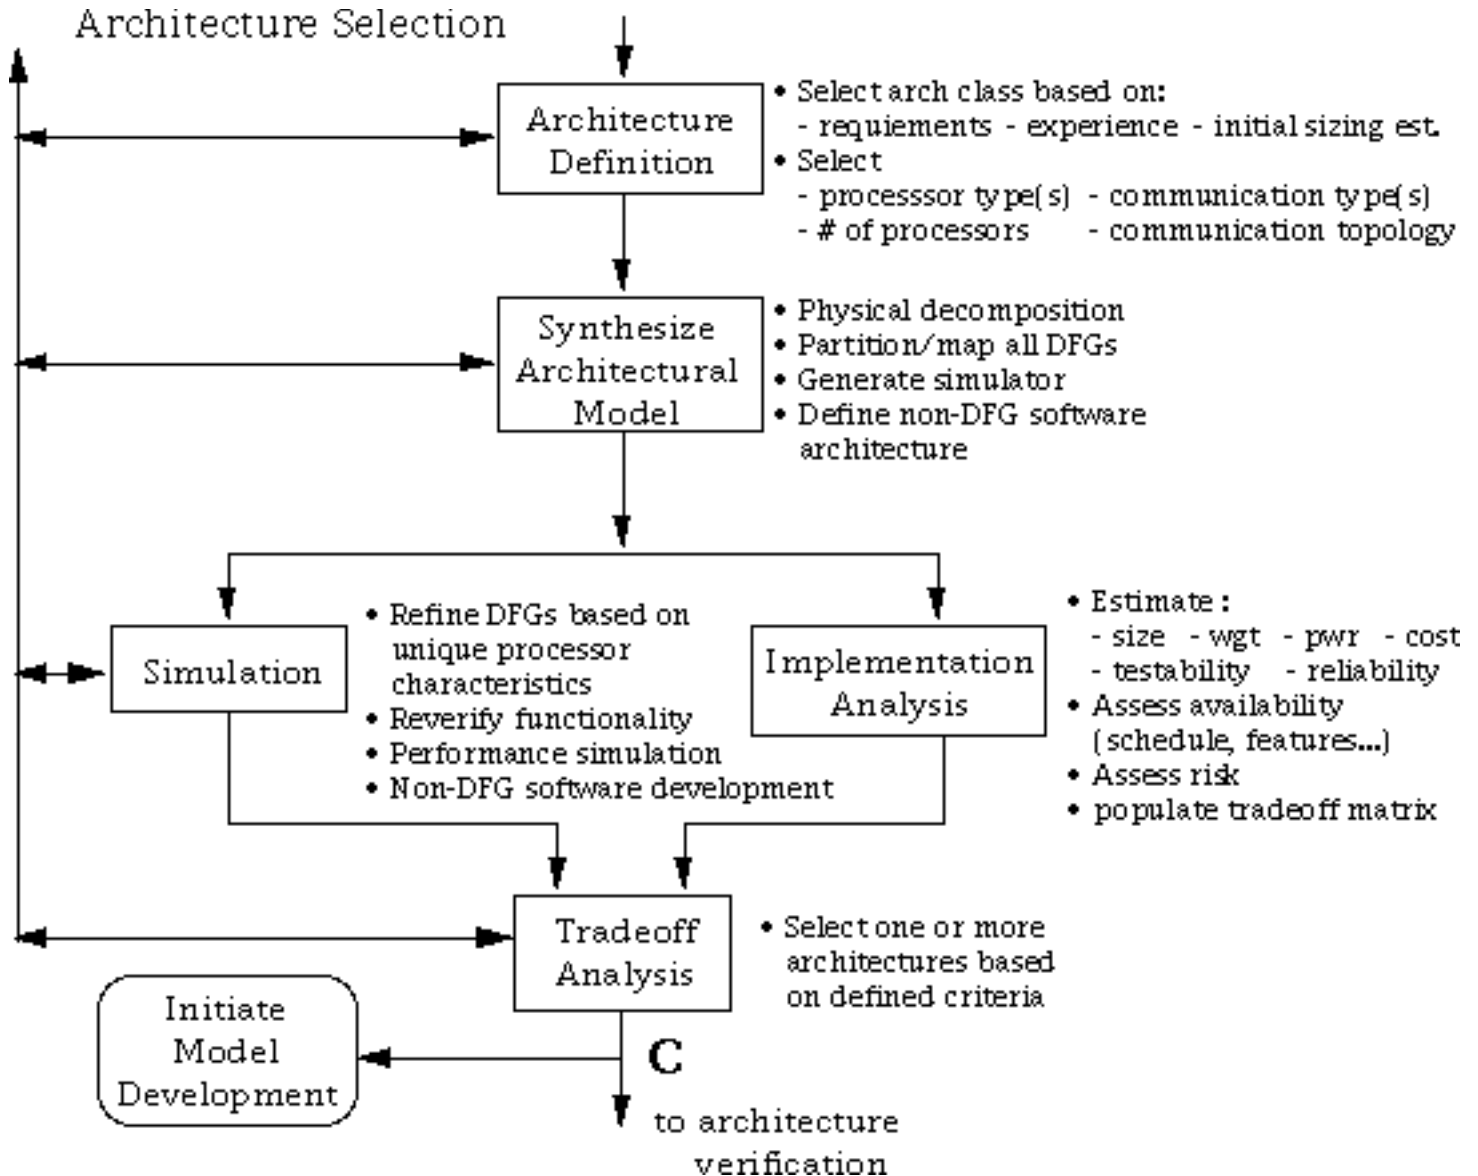 Architecture Selection
Architecture
Definition
• Select arch class based on:
- requiements - experience - initial sizing est.
• Select
- processsor type(s) - communication type(s)
- # of processors - communication topology
Synthesize
Architectural
Model
• Physical decomposition
• Partition/map all DFGs
• Generate simulator
• Define non-DFG software
architecture
Simulation
• Refine DFGs based on
unique processor
characteristics
• Reverify functionality
• Performance simulation
• Non-DFG software development
Implementation
Analysis
• Estimate :
- size - wgt - pwr - cost
- testability - reliability
• Assess availability
(schedule, features...)
• Assess risk
• populate tradeoff matrix
Tradeoff
Analysis
• Select one or more
architectures based
on defined criteria
Initiate
Model
Development
C
to architecture
verification